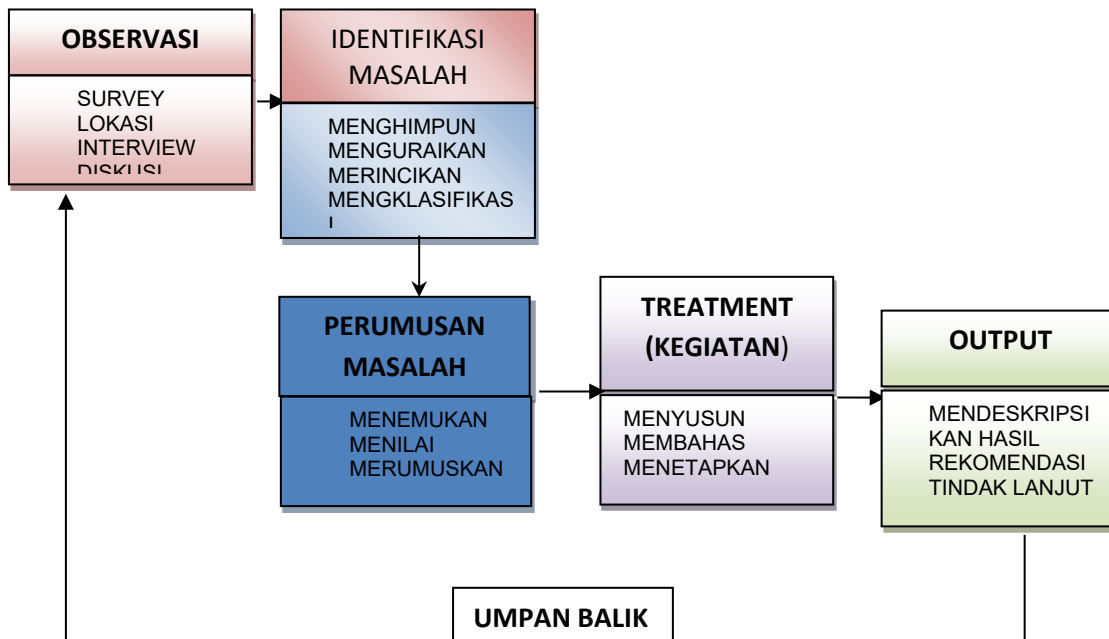 OBSERVASI
SURVEY
LOKASI
INTERVIEW
DISKUSI
IDENTIFIKASI
MASALAH
MENGHIMPUN
MENGURAIKAN
MERINCIKAN
MENGKLASIFIKAS
I
PERUMUSAN
MASALAH
MENEMUKAN
MENILAI
MERUMUSKAN
TREATMENT
(KEGIATAN)
MENYUSUN
MEMBAHAS
MENETAPKAN
OUTPUT
MENDESKRIPSI
KAN HASIL
REKOMENDASI
TINDAK LANJUT
UMPAN BALIK